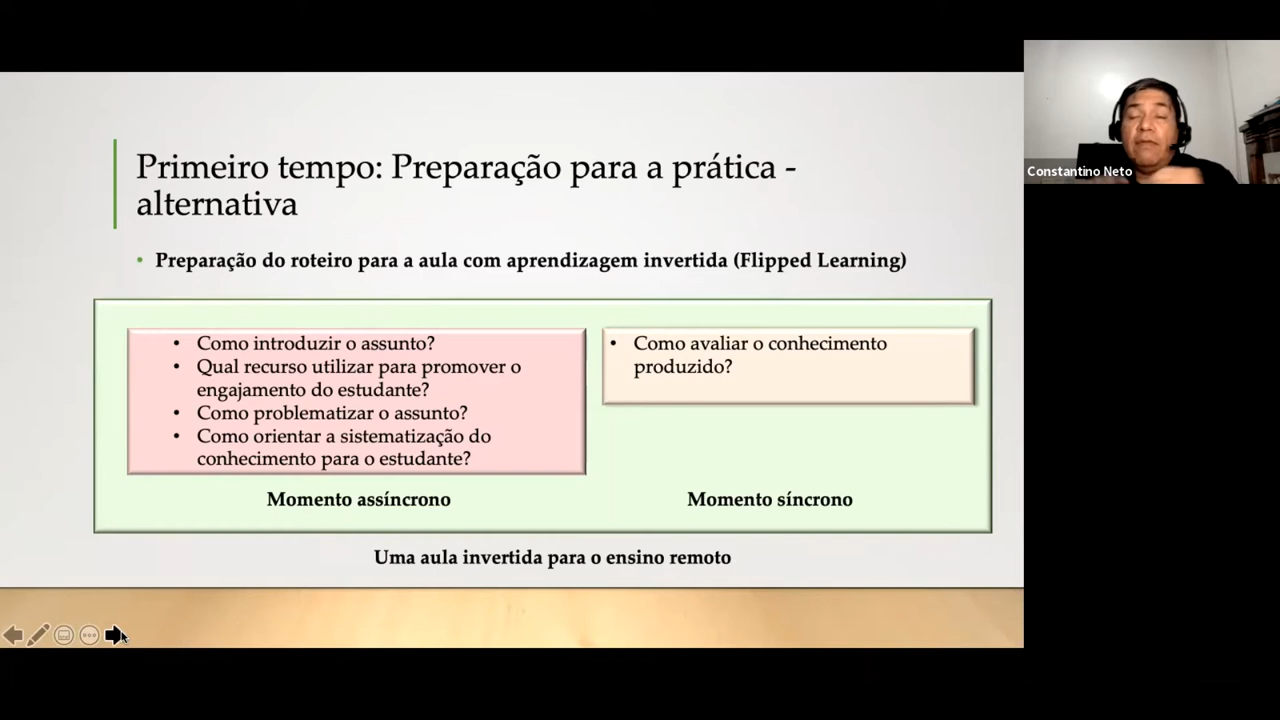 Primeiro tempo: Preparação para a prática -
alternativa
• Preparação do roteiro para a aula com aprendizagem invertida (Flipped Learning)
• Como introduzir o assunto?
• Qual recurso utilizar para promover o
engajamento do estudante?
• Como problematizar o assunto?
• Como orientar a sistematização do
conhecimento para o estudante?
Momento assíncrono
• Como avaliar o conhecimento
produzido?
Momento síncrono
Uma aula invertida para o ensino remoto
Constantino Neto